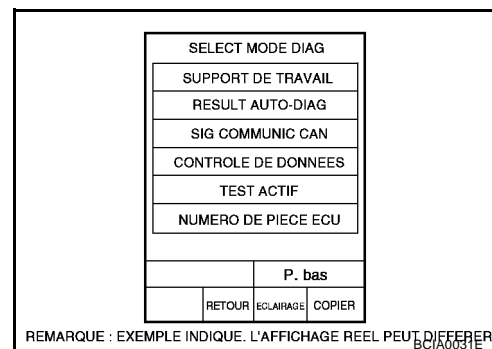 SELECT MODE DIAG
SUPPORT DE TRAVAIL
RESULT AUTO-DIAG
SIG COMMUNIC CAN
CONTROLE DE DONNEES
TEST ACTIF
NUMERO DE PIECE ECU
P. bas
RETOUR ECLAIRAGE COPIER
REMARQUE : EXEMPLE INDIQUE. L'AFFICHAGE REEL PEUT DIFFERER
BCIA0031E